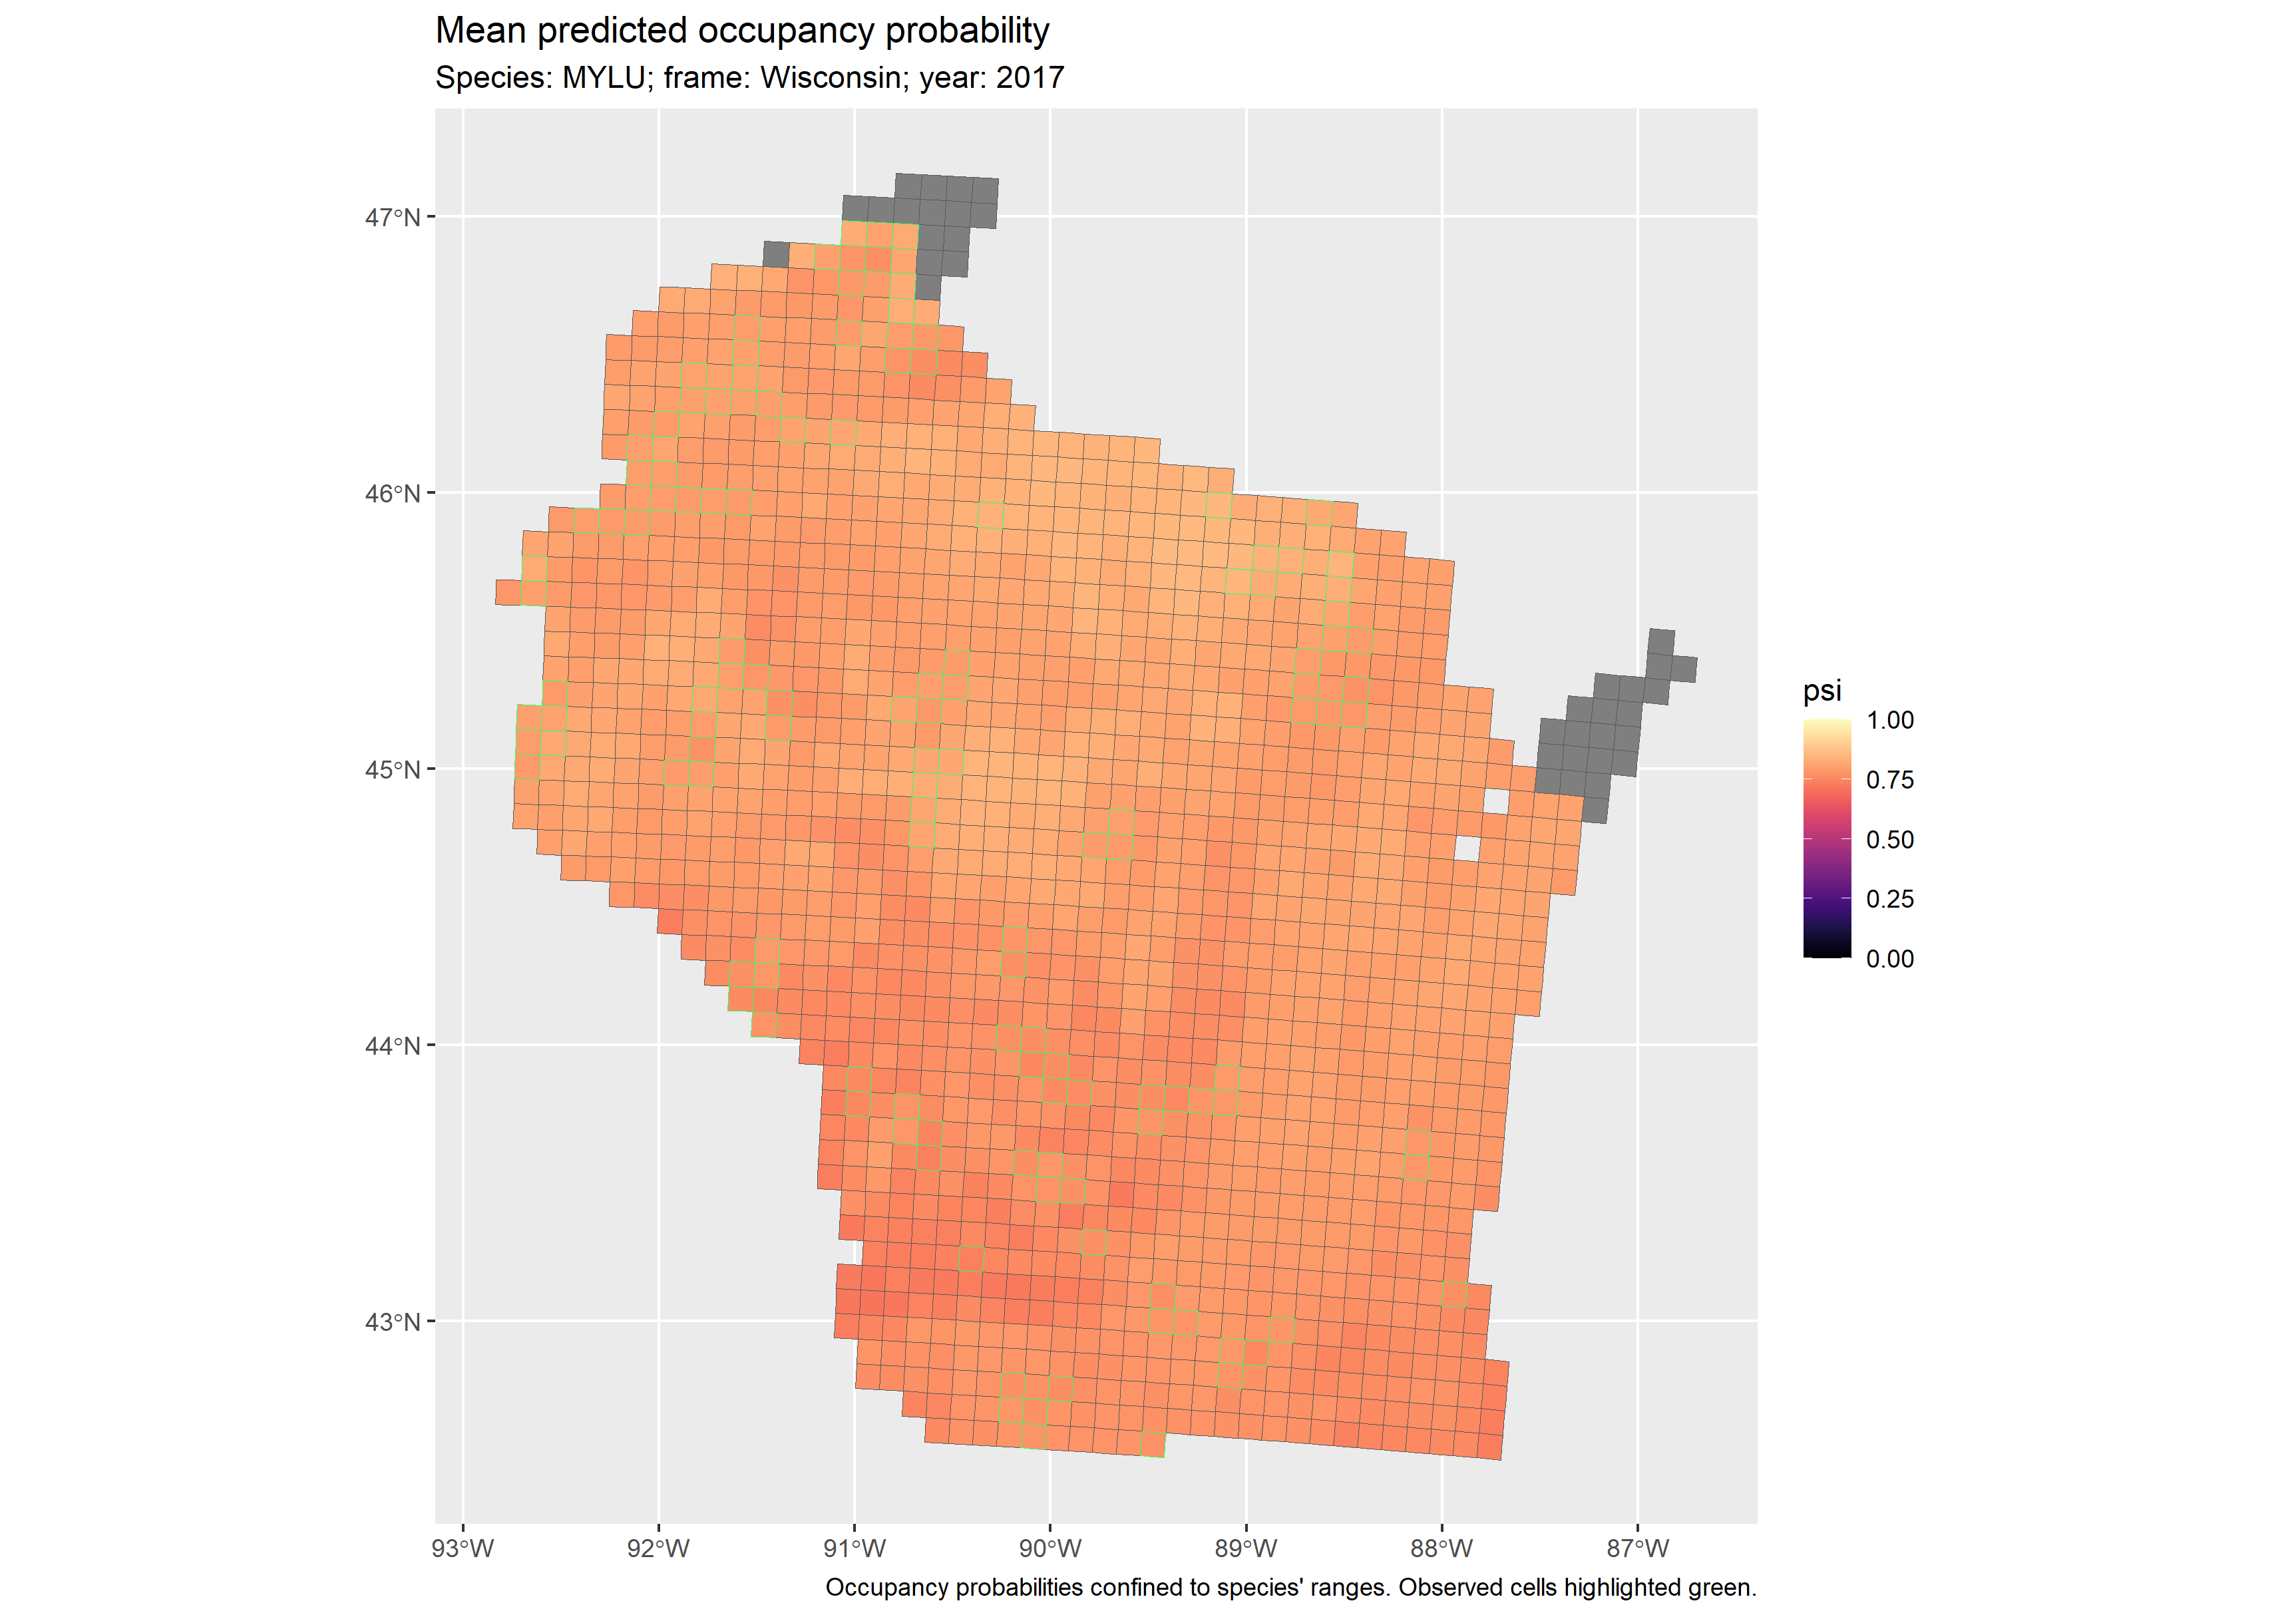 Mean predicted occupancy probability
Species: MYLU; frame: Wisconsin; year: 2017
47°N
46°N
45°N
44°N
43°N
93°W
92°W
91°W
90°W
89°W
88°W
87°W
psi
1.00
0.75
0.50
0.25
0.00
Occupancy probabilities confined to species' ranges. Observed cells highlighted green.